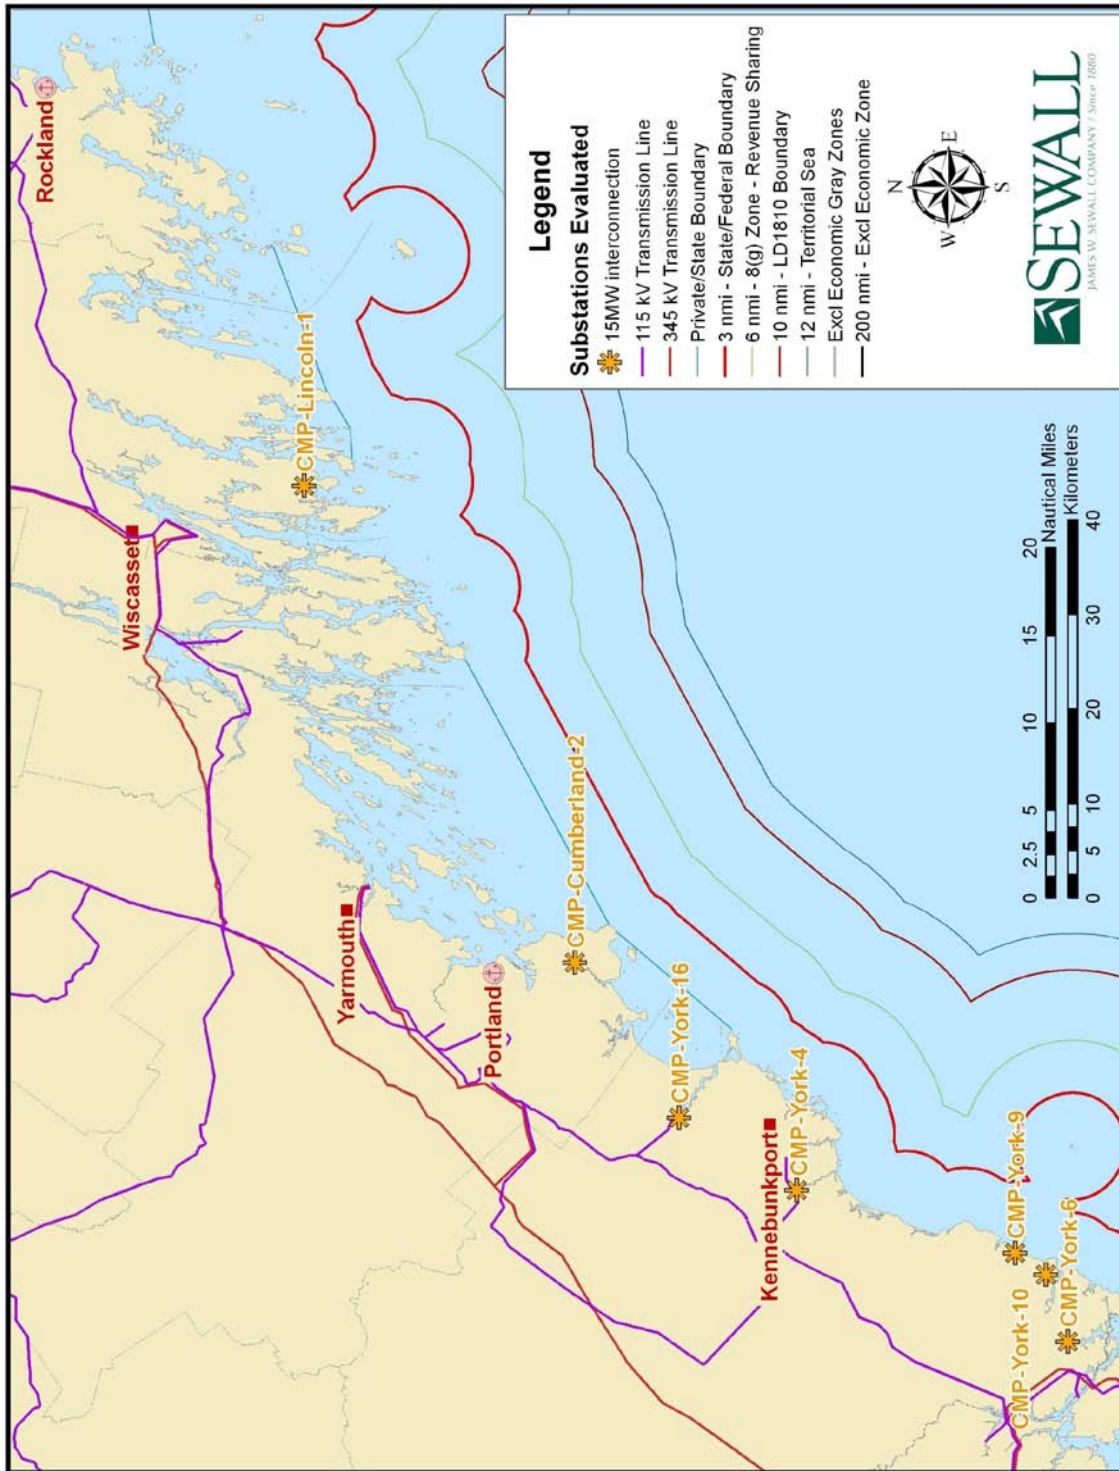 Rockland
Wiscasset
CMP-Lincoln-1
Yarmouth
Portland
CMP-Cumberland-2
CMP-York-16
Kennebunkport
CMP-York-4
CMP-York-10
CMP-York-9
CMP-York-6
0 2.5 5 10 15 20
Nautical Miles
Kilometers
0 5 10 20 30 40
Legend
Substations Evaluated
15MW interconnection
115 kV Transmission Line
345 kV Transmission Line
Private/State Boundary
3 nmi - State/Federal Boundary
6 nmi - 8(g) Zone - Revenue Sharing
10 nmi - LD1810 Boundary
12 nmi - Territorial Sea
Excl Economic Gray Zones
200 nmi - Excl Economic Zone
N
W E
S
SEWALL
JAMES W. SEWALL COMPANY / Since 1880